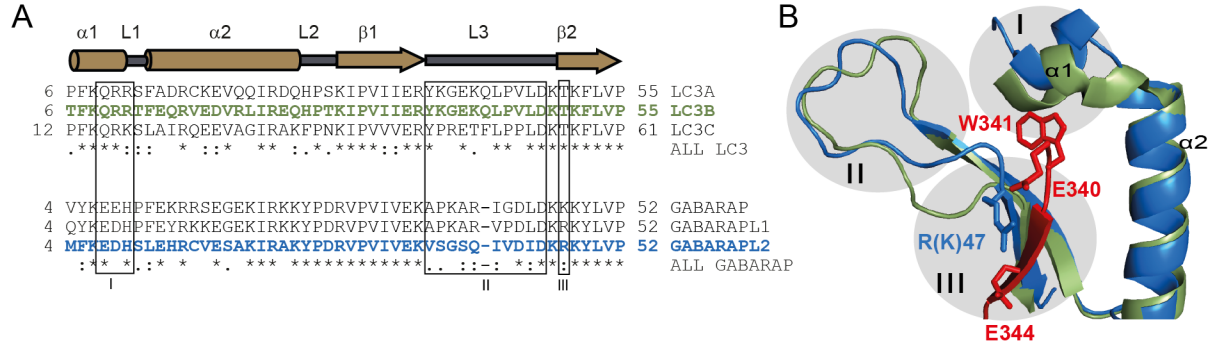 A
α1 L1 α2 L2 β1 L3 β2
6 PFKQRRSFADRCKEVQQIRDQHPSKIPVIIERYKGEKQLPVLDKTKFLVP 55 LC3A
6 TFKQRRTFEQRVEDVRLIREQHPTKIPVIIERYKGEKQLPVLDKTKFLVP 55 LC3B
12 PFKQRKSLAIRQEEVAGIRAKFPNKIPVVVERYPRETFLPPLDKTKFLVP 61 LC3C
.****::   * ::*  **   *.****::***  *. ** ********* ALL LC3
4 VYKEEHPFEKRRSEGEKIRKKYPDRVPVIVEKAPKAR-IGDLDKKKYLVP 52 GABARAP
4 QYKEDHPFEYRKKEGEKIRKKYPDRVPVIVEKAPKAR-VPDLDKRKYLVP 52 GABARAPL1
4 MFKEDHSLEHRCVESAKIRAKYPDRVPVIVEKVSGSQ-IVDIDKRKYLVP 52 GABARAPL2
 :**:*.:* *  *. *** ************.. ::-: *:**:***** ALL GABARAP
I II III
B
I
α1
W341
α2
II
E340
R(K)47
III
E344